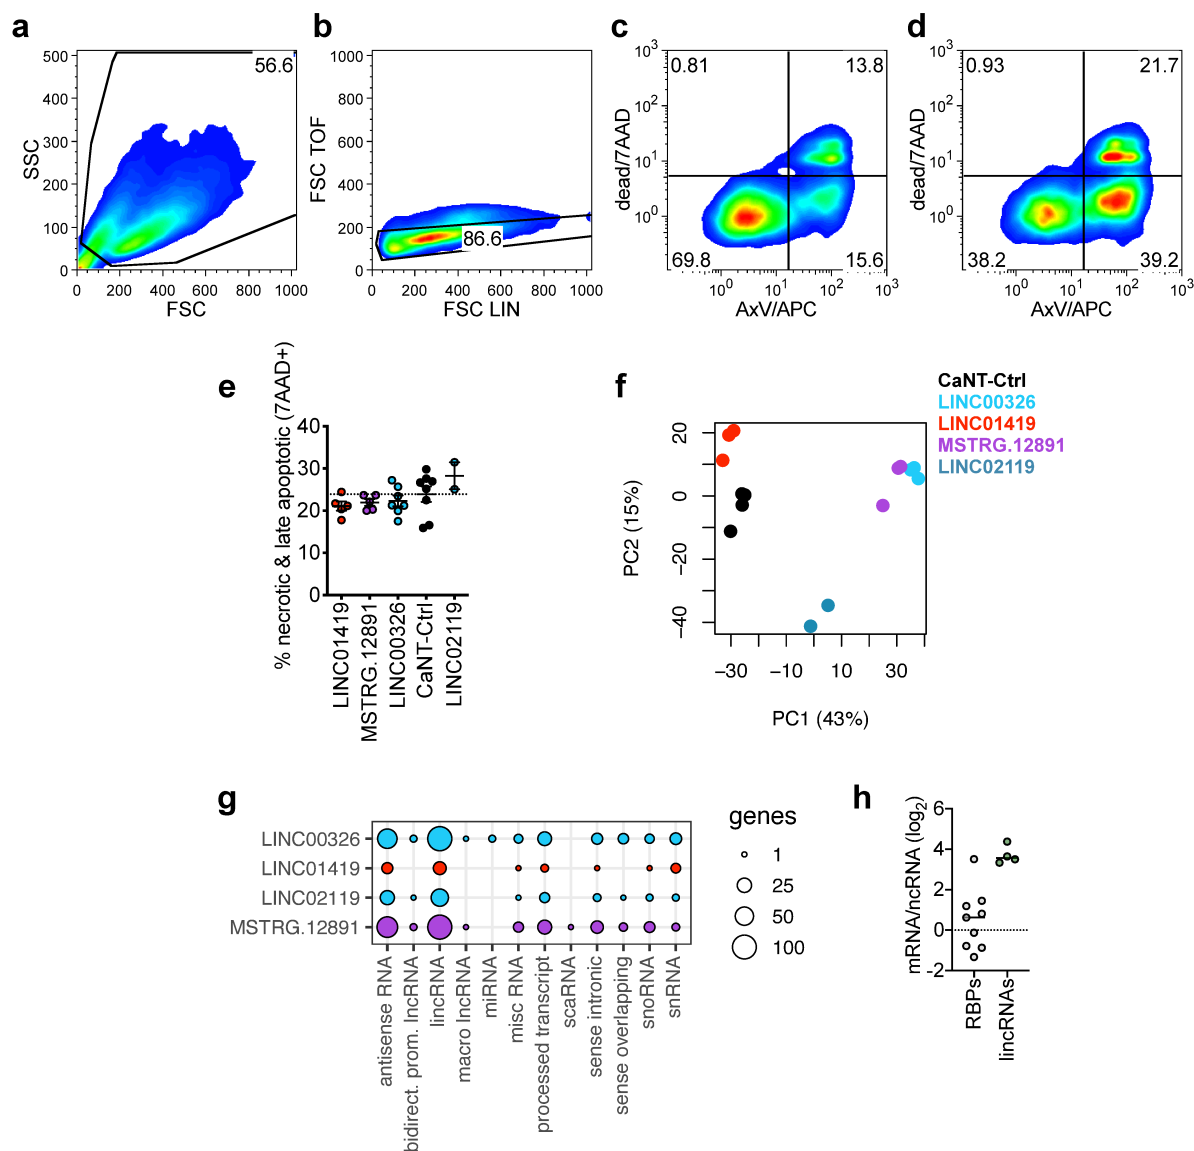 a
500
400
300
200
100
0
SSC
56.6
0 200 400 600 800 1000
FSC
b
1000
800
600
400
200
0
FSC TOF
86.6
0 200 400 600 800 1000
FSC LIN
c
10³
10²
10¹
10⁰
dead/7AAD
0.81 13.8
69.8 15.6
10⁰ 10¹ 10² 10³
AxV/APC
d
10³
10²
10¹
10⁰
dead/7AAD
0.93 21.7
38.2 39.2
10⁰ 10¹ 10² 10³
AxV/APC
e
% necrotic & late apoptotic (7AAD+)
40
30
20
10
0
LINC01419
MSTRG.12891
LINC00326
CaNT-Ctrl
LINC02119
f
CaNT-Ctrl
LINC00326
LINC01419
MSTRG.12891
LINC02119
PC2 (15%)
20
0
−20
−40
−30 −10 10 30
PC1 (43%)
g
LINC00326
LINC01419
LINC02119
MSTRG.12891
antisense RNA
bidirect. prom. lncRNA
lincRNA
macro lncRNA
miRNA
misc RNA
processed transcript
scaRNA
sense intronic
sense overlapping
snoRNA
snRNA
genes
1
25
50
100
h
mRNA/ncRNA (log₂)
6
4
2
0
-2
RBPs
lincRNAs